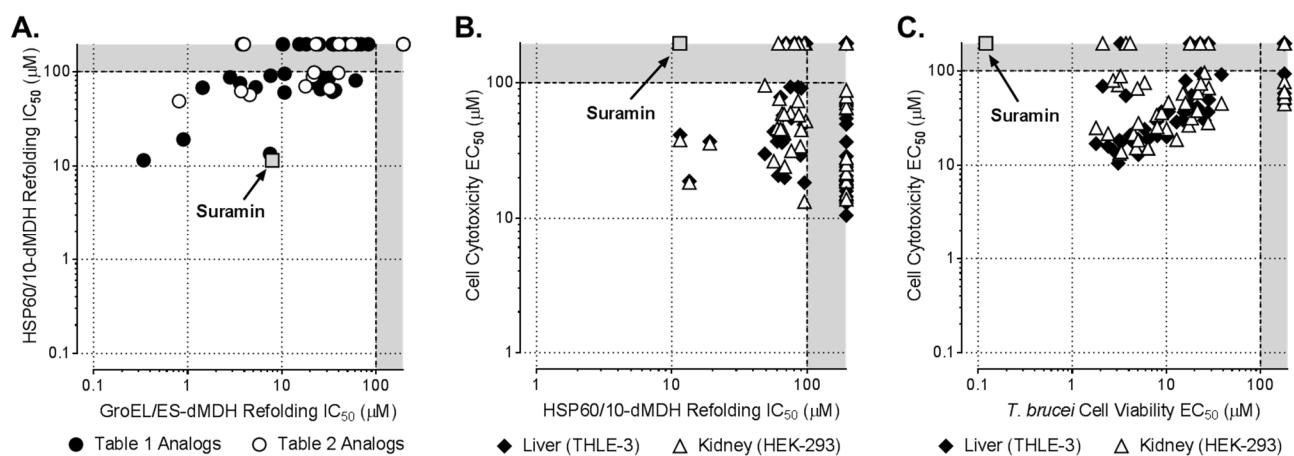 A.
HSP60/10-dMDH Refolding IC50 (μM)
100
10
1
0.1
Suramin
0.1 1 10 100
GroEL/ES-dMDH Refolding IC50 (μM)
Table 1 Analogs Table 2 Analogs
B.
Cell Cytotoxicity EC50 (μM)
100
10
1
Suramin
1 10 100
HSP60/10-dMDH Refolding IC50 (μM)
Liver (THLE-3) Kidney (HEK-293)
C.
Cell Cytotoxicity EC50 (μM)
100
10
1
0.1
Suramin
0.1 1 10 100
T. brucei Cell Viability EC50 (μM)
Liver (THLE-3) Kidney (HEK-293)